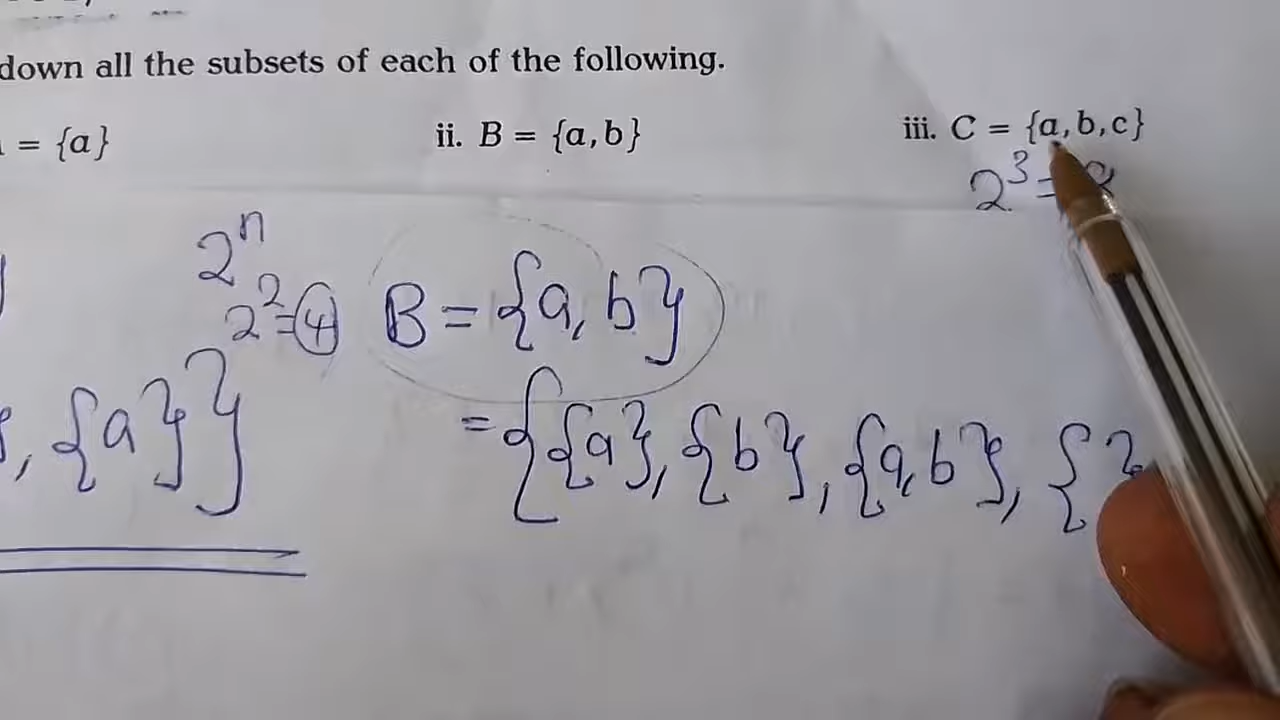 down all the subsets of each of the following.
= {a}
ii. B = {a, b}
iii. C = {a, b, c}
2³ =
2ⁿ
2² = 4
B = {a, b}
, {a}}
= {{a}, {b}, {a, b}, { }